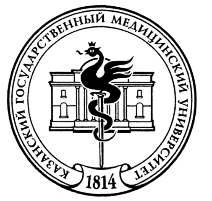 КАЗАНСКИЙ ГОСУДАРСТВЕННЫЙ МЕДИЦИНСКИЙ УНИВЕРСИТЕТ
1814